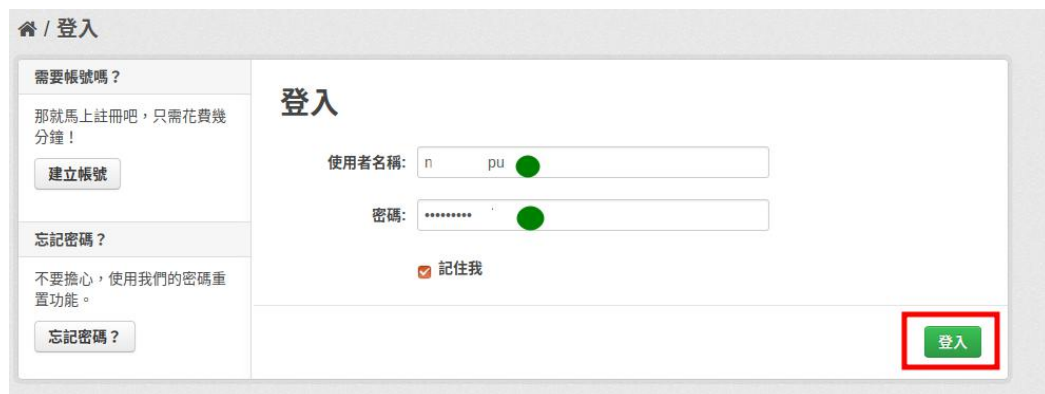 / 登入
需要帳號嗎？
那就馬上註冊吧，只需花費幾
分鐘！
建立帳號
忘記密碼？
不要擔心，使用我們的密碼重
置功能。
忘記密碼？
登入
使用者名稱: n pu
密碼: •••••••••
記住我
登入